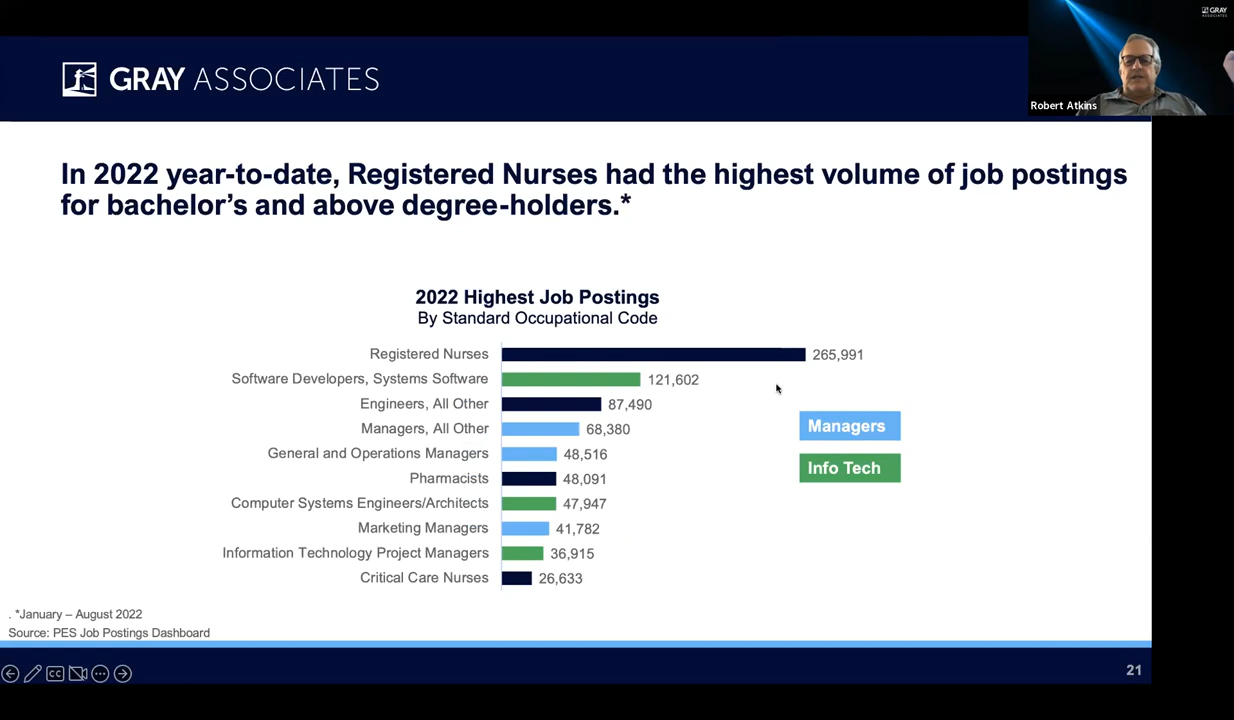 GRAY ASSOCIATES
GRAY
ASSOCIATES
Robert Atkins
In 2022 year-to-date, Registered Nurses had the highest volume of job postings
for bachelor's and above degree-holders.*
2022 Highest Job Postings
By Standard Occupational Code
Registered Nurses 265,991
Software Developers, Systems Software 121,602
Engineers, All Other 87,490
Managers, All Other 68,380
General and Operations Managers 48,516
Pharmacists 48,091
Computer Systems Engineers/Architects 47,947
Marketing Managers 41,782
Information Technology Project Managers 36,915
Critical Care Nurses 26,633
Managers
Info Tech
. *January – August 2022
Source: PES Job Postings Dashboard
CC
21